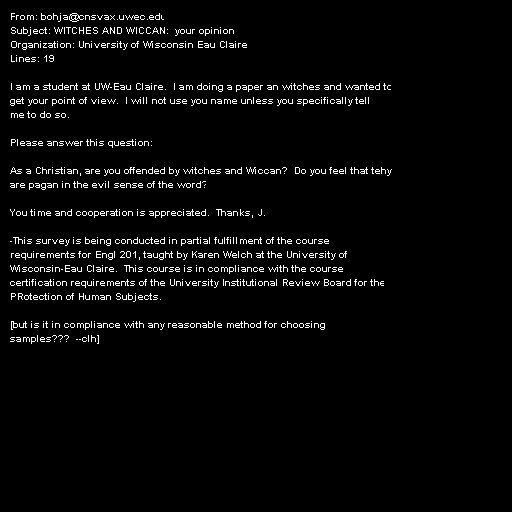 From: bohja@cnsvax.uwec.edu
Subject: WITCHES AND WICCAN:  your opinion
Organization: University of Wisconsin Eau Claire
Lines: 19

I am a student at UW-Eau Claire.  I am doing a paper an witches and wanted to
get your point of view.  I will not use you name unless you specifically tell
me to do so.

Please answer this question:

As a Christian, are you offended by witches and Wiccan?  Do you feel that tehy
are pagan in the evil sense of the word?

You time and cooperation is appreciated.  Thanks, J.

-This survey is being conducted in partial fulfillment of the course
requirements for Engl 201, taught by Karen Welch at the University of
Wisconsin-Eau Claire.  This course is in compliance with the course
certification requirements of the University Institutional Review Board for the
PRotection of Human Subjects.

[but is it in compliance with any reasonable method for choosing
samples???  --clh]